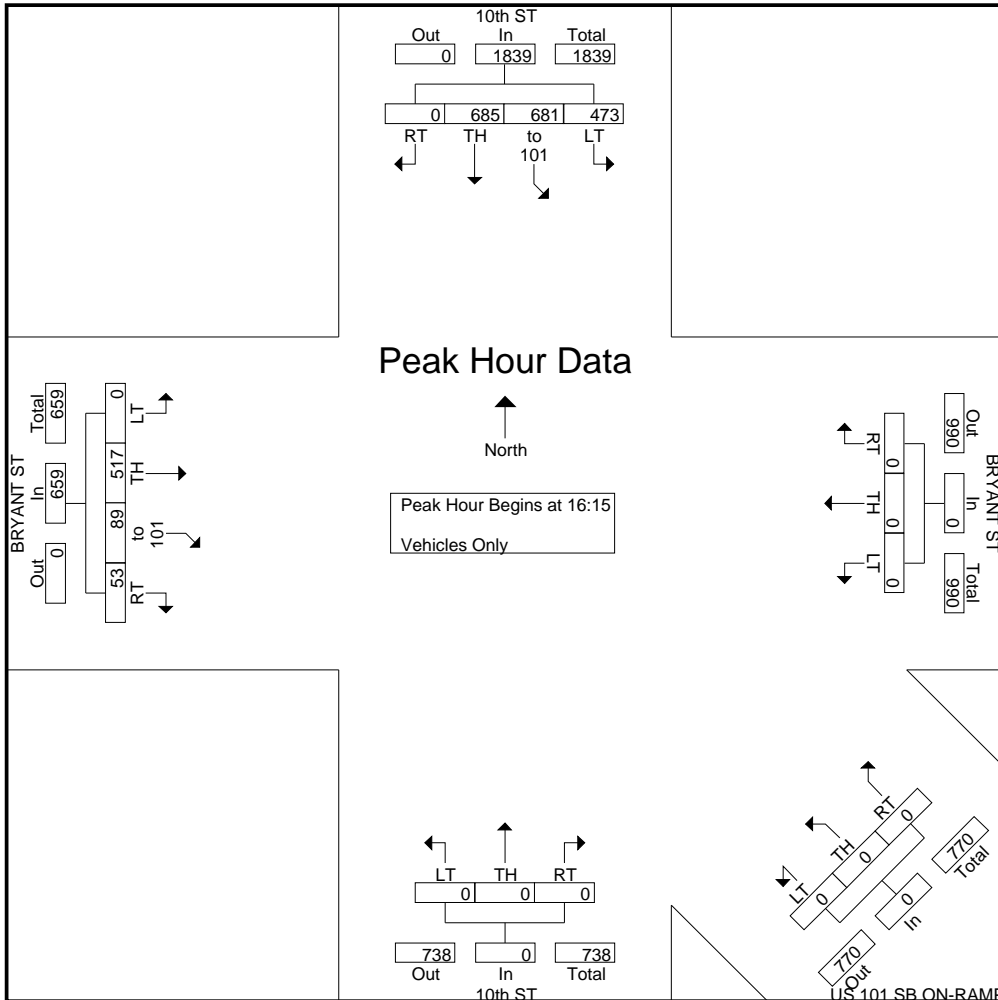 10th ST
Out In Total
0 1839 1839
0 685 681 473
RT TH to 101 LT
Peak Hour Data
North
Peak Hour Begins at 16:15
Vehicles Only
BRYANT ST
Total In Out
659 659 0
0 517 89 53
LT TH to 101 RT
BRYANT ST
Out In Total
990 0 990
RT TH LT
0 0 0
LT TH RT
0 0 0
738 0 738
Out In Total
10th ST
RT TH LT
0 0 0
770 0 770
Total In Out
US 101 SB ON-RAMP